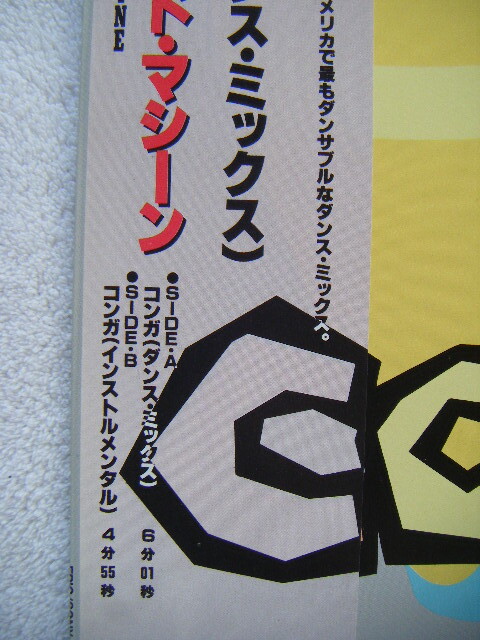 メリカで最もダンサブルなダンス・ミックス。
ス・ミックス)
ト・マシーン
INE
●SIDE・A
コンガ(ダンス・ミックス) 6分01秒
●SIDE・B
コンガ(インストルメンタル) 4分55秒
CO